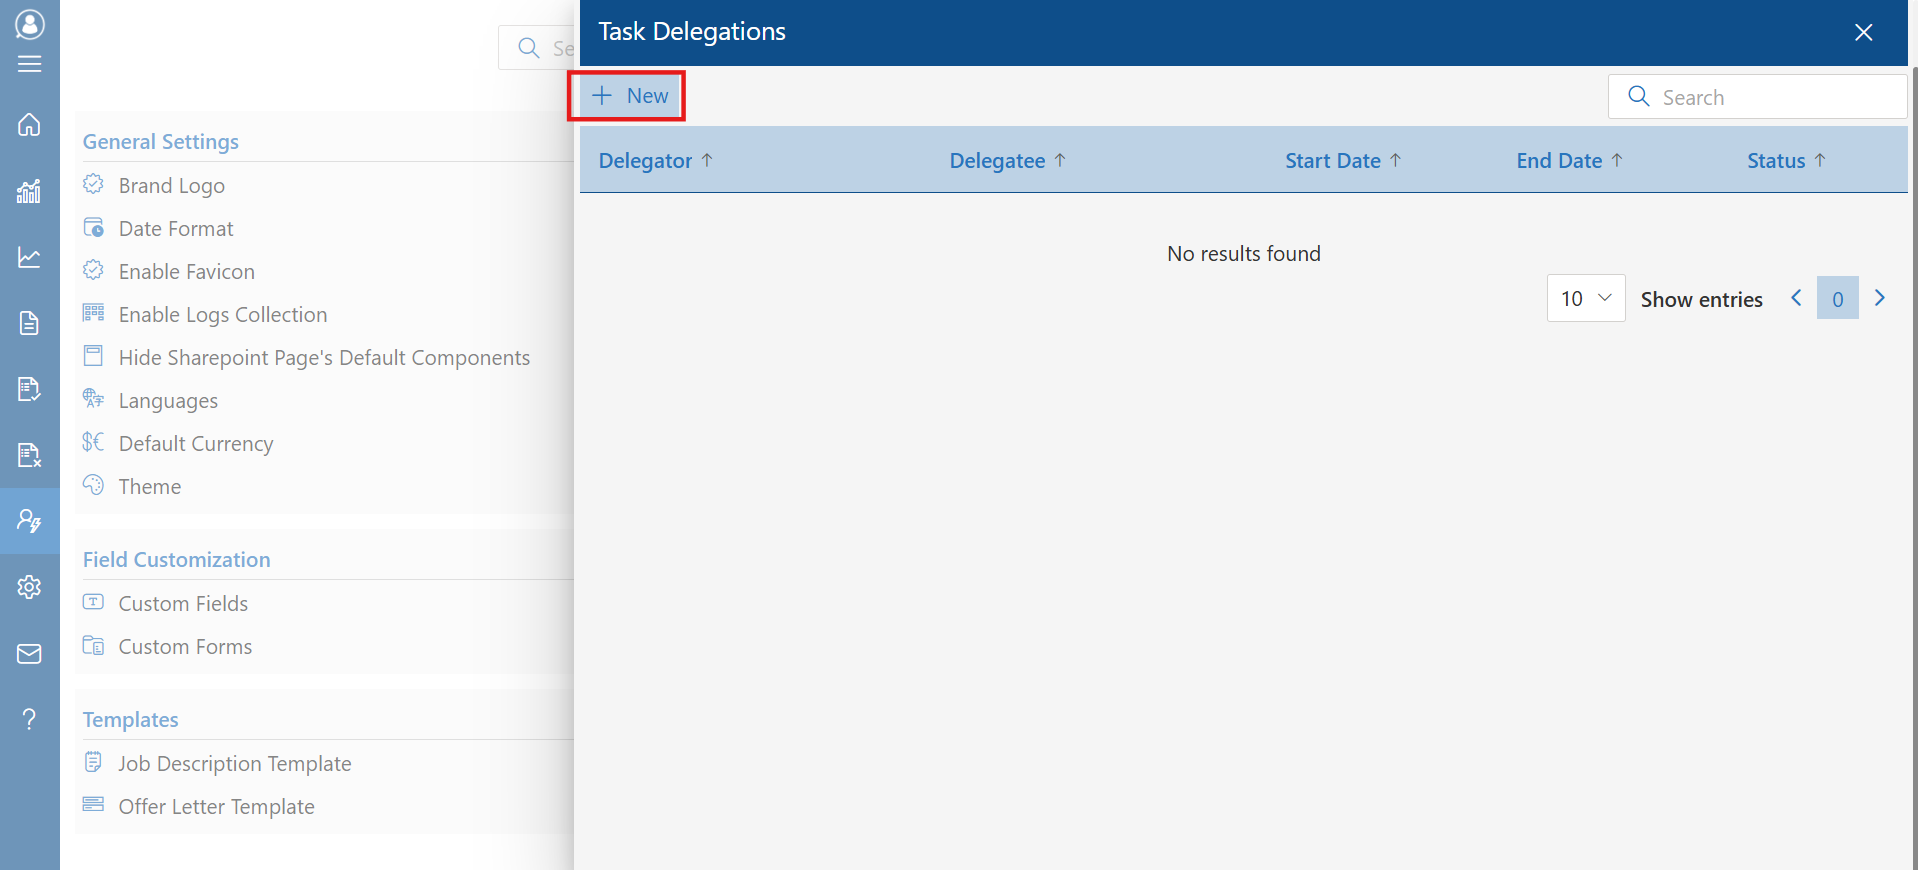 Se
General Settings
Brand Logo
Date Format
Enable Favicon
Enable Logs Collection
Hide Sharepoint Page's Default Components
Languages
Default Currency
Theme
Field Customization
Custom Fields
Custom Forms
Templates
Job Description Template
Offer Letter Template
Task Delegations
New
Search
Delegator Delegatee Start Date End Date Status
No results found
10 Show entries 0